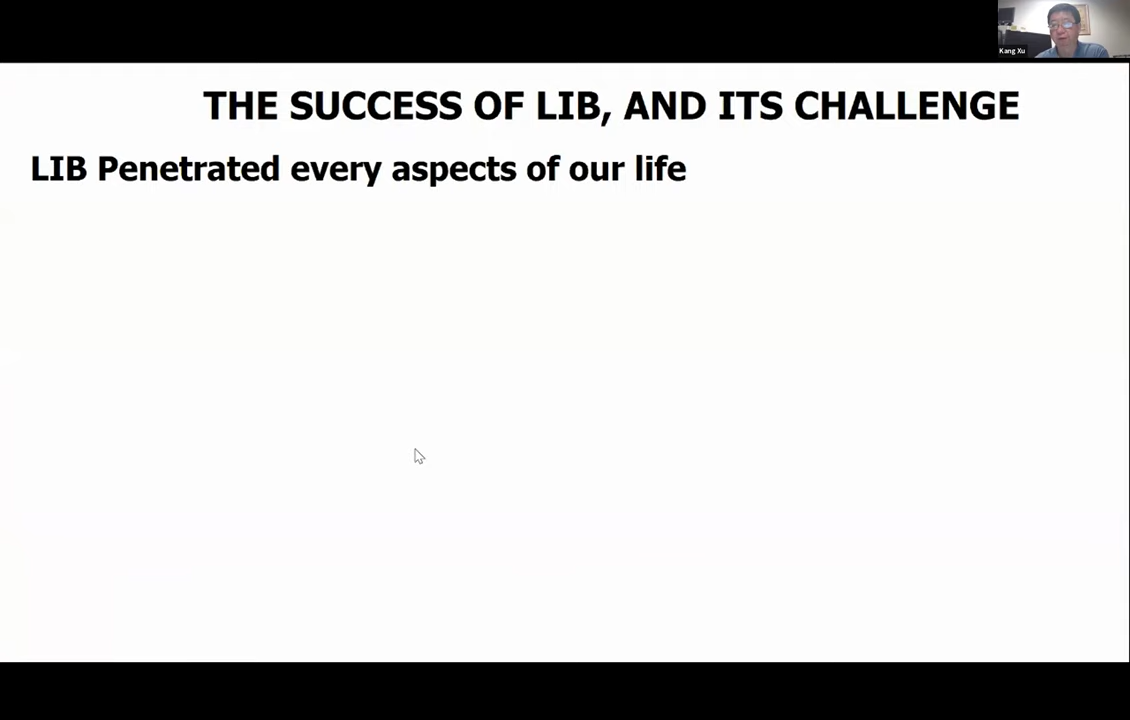 Kang Xu
THE SUCCESS OF LIB, AND ITS CHALLENGE
LIB Penetrated every aspects of our life